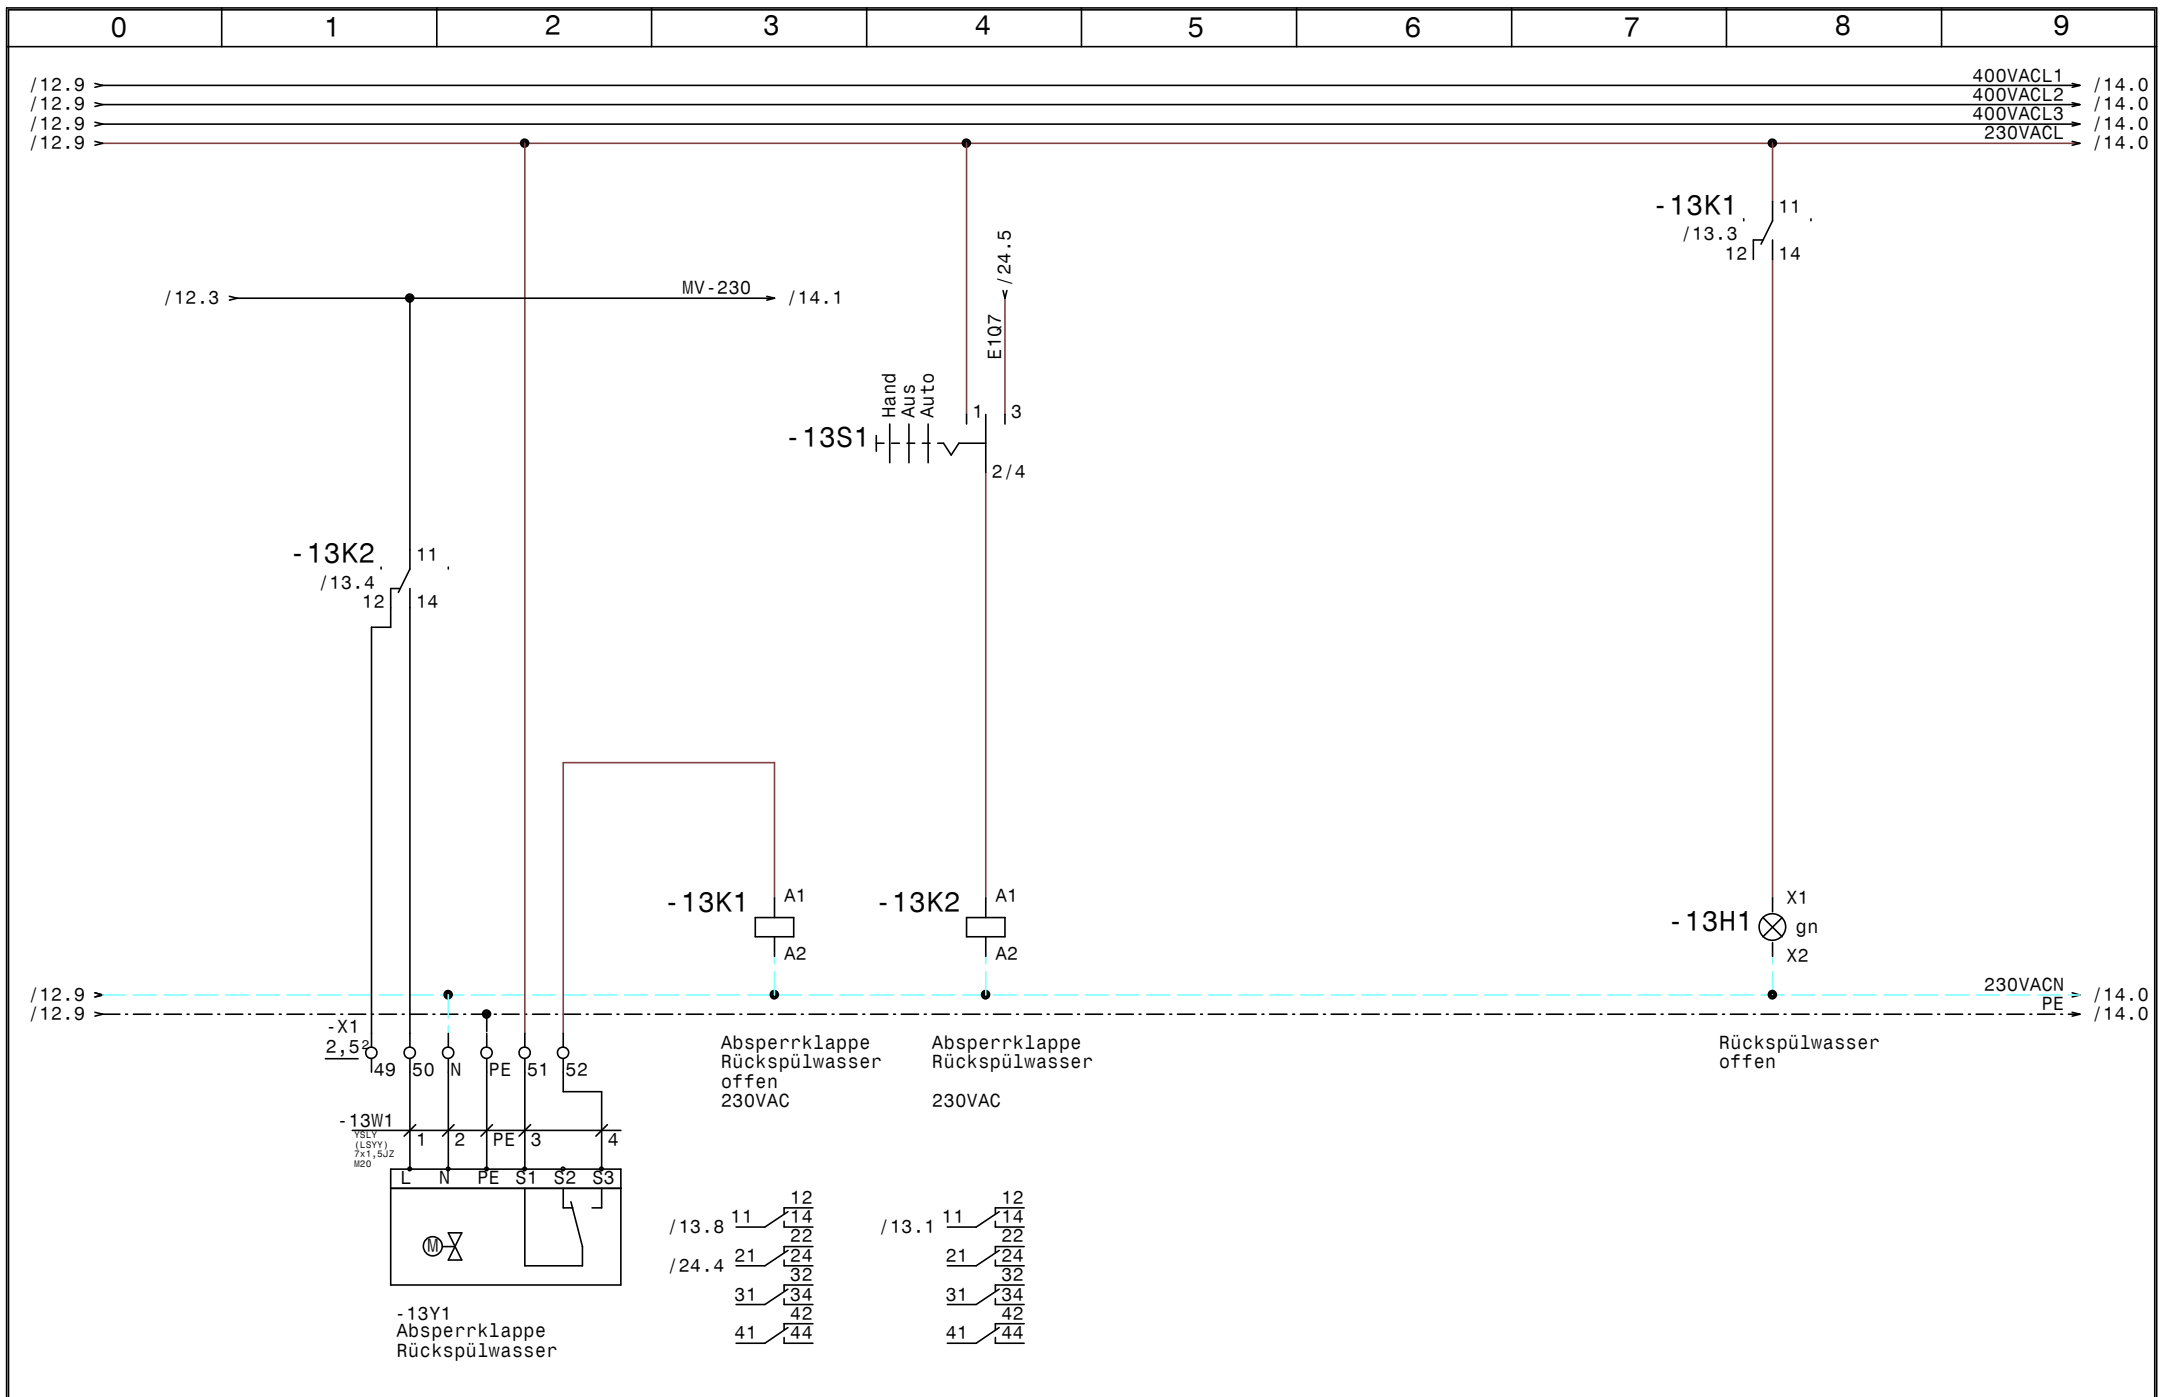 0 1 2 3 4 5 6 7 8 9
/12.9 400VACL1 /14.0
/12.9 400VACL2 /14.0
/12.9 400VACL3 /14.0
/12.9 230VACL /14.0
-13K1 11
/13.3
12 14
/24.5
/12.3 MV-230 /14.1
E1Q7
Hand
Aus
Auto
1 3
-13S1
2/4
-13K2 11
/13.4
12 14
-13K1 A1
A2
-13K2 A1
A2
X1
-13H1 gn
X2
/12.9 230VACN /14.0
/12.9 PE /14.0
-X1
2,5²
49 50 N PE 51 52
Absperrklappe
Rückspülwasser
offen
230VAC
Absperrklappe
Rückspülwasser
230VAC
Rückspülwasser
offen
-13W1
YSLY
(LSYY)
7x1,5JZ
M20
1 2 PE 3 4
L N PE S1 S2 S3
M
-13Y1
Absperrklappe
Rückspülwasser
12
/13.8 11 14
22
/24.4 21 24
32
31 34
42
41 44
12
/13.1 11 14
22
21 24
32
31 34
42
41 44